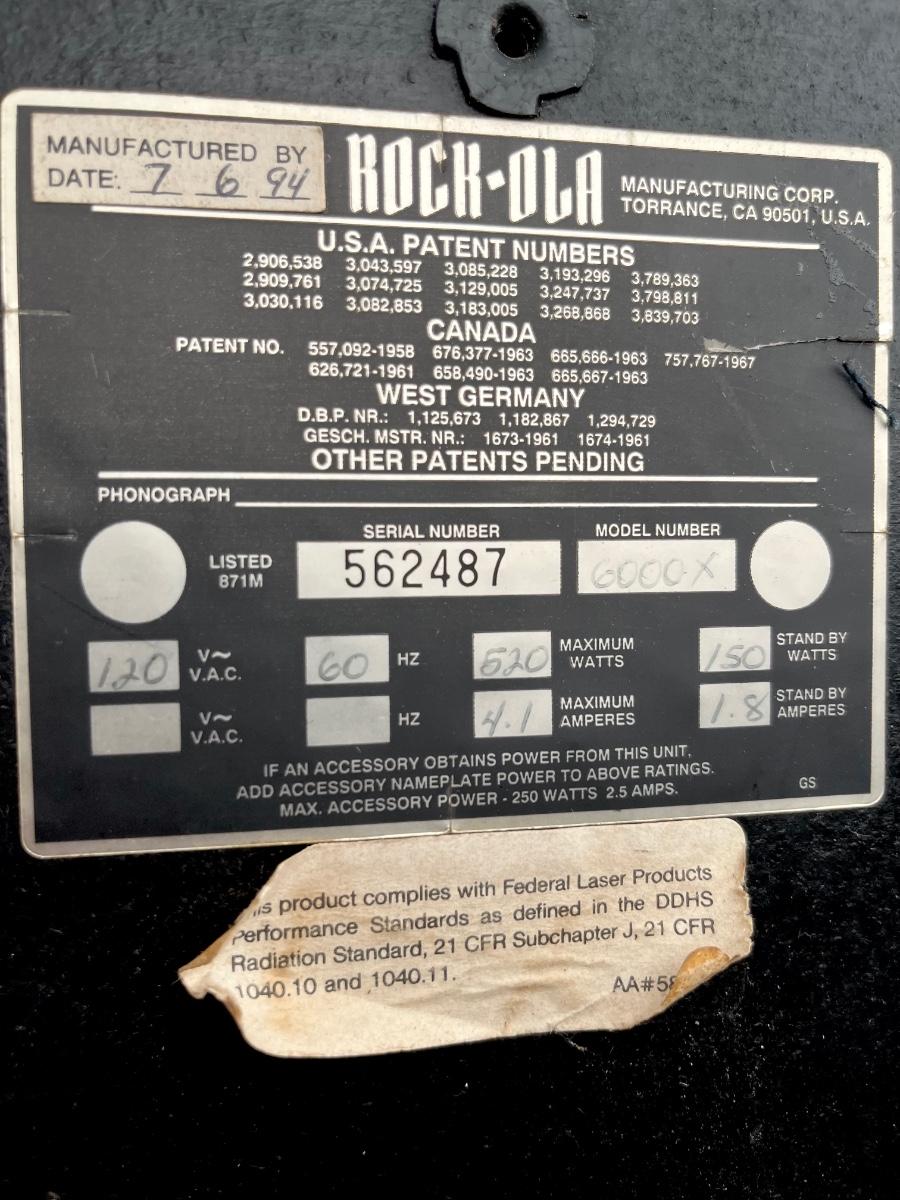 MANUFACTURED BY
DATE: 7 6 94
ROCK-OLA
MANUFACTURING CORP.
TORRANCE, CA 90501, U.S.A.
U.S.A. PATENT NUMBERS
2,906,538 3,043,597 3,085,228 3,193,296 3,789,363
2,909,761 3,074,725 3,129,005 3,247,737 3,798,811
3,030,116 3,082,853 3,183,005 3,268,868 3,839,703
CANADA
PATENT NO. 557,092-1958 676,377-1963 665,666-1963 757,767-1967
626,721-1961 658,490-1963 665,667-1963
WEST GERMANY
D.B.P. NR.: 1,125,673 1,182,867 1,294,729
GESCH. MSTR. NR.: 1673-1961 1674-1961
OTHER PATENTS PENDING
PHONOGRAPH
SERIAL NUMBER MODEL NUMBER
LISTED
871M
562487 6000-X
120 V~
V.A.C.
60 HZ
520 MAXIMUM
WATTS
150 STAND BY
WATTS
V~
V.A.C.
HZ
4.1 MAXIMUM
AMPERES
1.8 STAND BY
AMPERES
IF AN ACCESSORY OBTAINS POWER FROM THIS UNIT,
ADD ACCESSORY NAMEPLATE POWER TO ABOVE RATINGS.
MAX. ACCESSORY POWER - 250 WATTS 2.5 AMPS.
GS
is product complies with Federal Laser Products
Performance Standards as defined in the DDHS
Radiation Standard, 21 CFR Subchapter J, 21 CFR
1040.10 and 1040.11.
AA#58